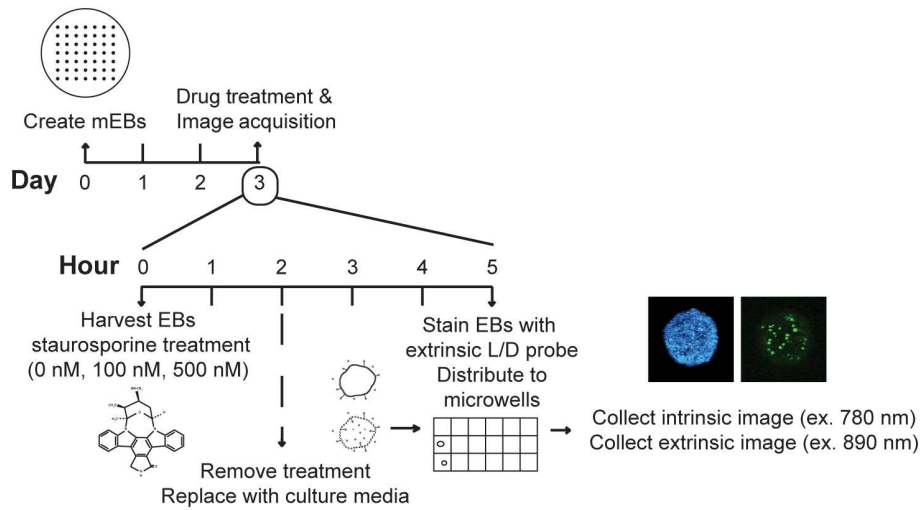 Create mEBs
Drug treatment &
Image acquisition
Day 0 1 2 3
Hour 0 1 2 3 4 5
Harvest EBs
staurosporine treatment
(0 nM, 100 nM, 500 nM)
Remove treatment
Replace with culture media
Stain EBs with
extrinsic L/D probe
Distribute to
microwells
Collect intrinsic image (ex. 780 nm)
Collect extrinsic image (ex. 890 nm)